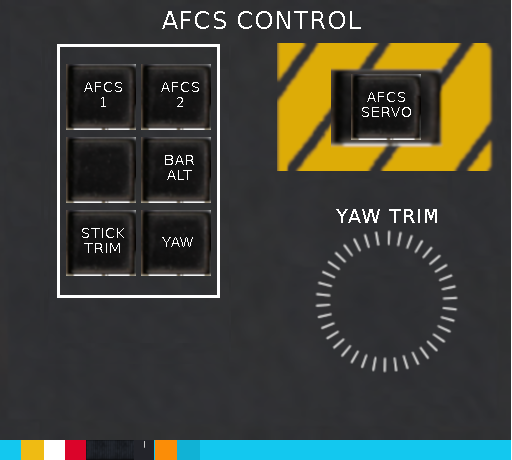 AFCS CONTROL
AFCS
1
AFCS
2
AFCS
SERVO
BAR
ALT
STICK
TRIM
YAW
YAW TRIM